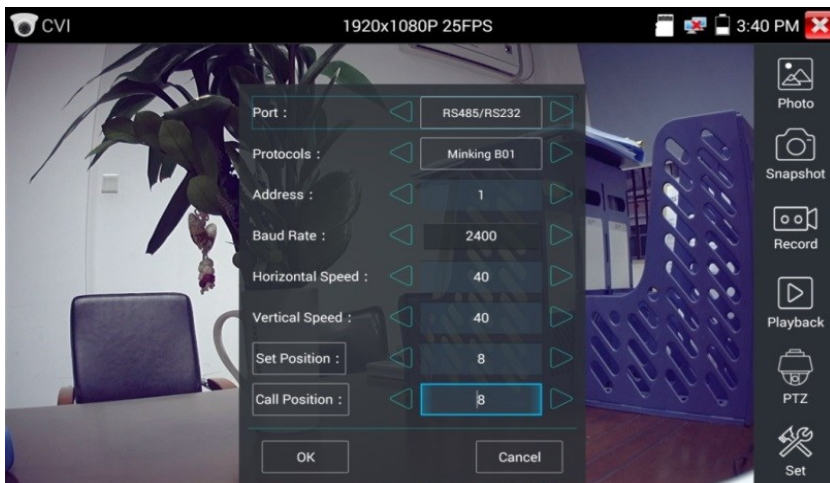 CVI 1920x1080P 25FPS 3:40 PM
Port : RS485/RS232
Protocols : Minking B01
Address : 1
Baud Rate : 2400
Horizontal Speed : 40
Vertical Speed : 40
Set Position : 8
Call Position : 8
OK Cancel
Photo
Snapshot
Record
Playback
PTZ
Set